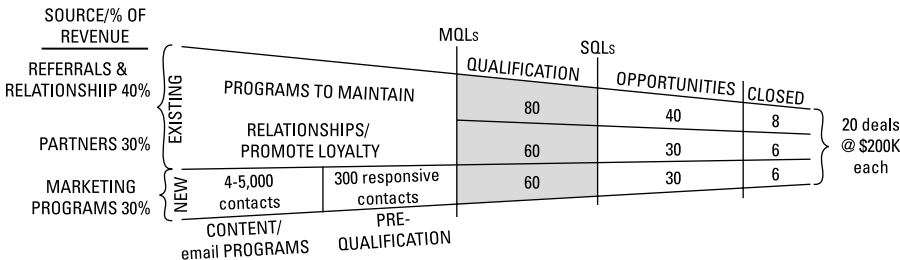 SOURCE/% OF
REVENUE
REFERRALS &
RELATIONSHIIP 40%
PARTNERS 30%
MARKETING
PROGRAMS 30%
EXISTING
NEW
PROGRAMS TO MAINTAIN
RELATIONSHIPS/
PROMOTE LOYALTY
4-5,000
contacts
300 responsive
contacts
CONTENT/
email PROGRAMS
PRE-
QUALIFICATION
MQLs
QUALIFICATION
80
60
60
SQLs
OPPORTUNITIES
40
30
30
CLOSED
8
6
6
20 deals
@ $200K
each